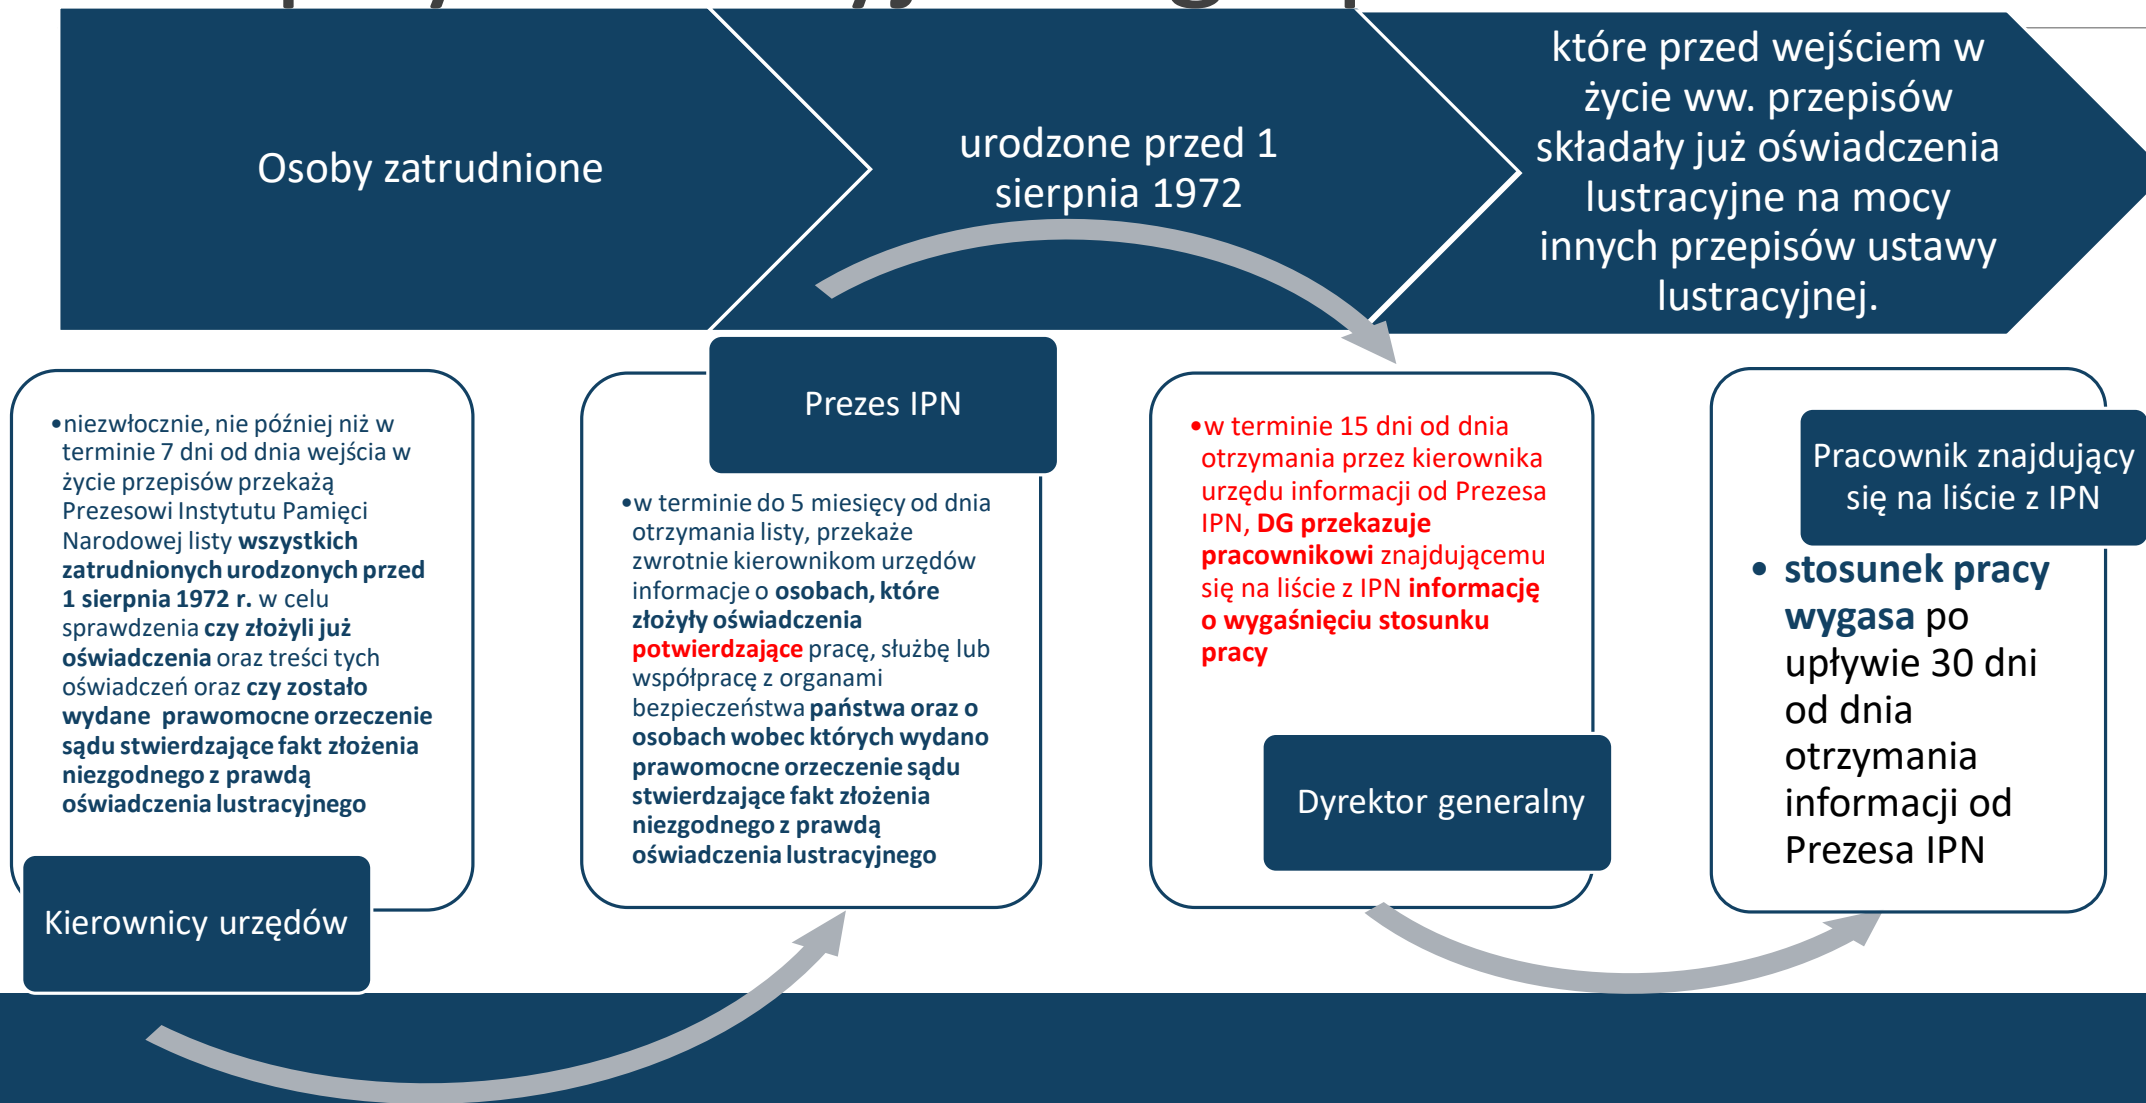 Osoby zatrudnione
urodzone przed 1
sierpnia 1972
które przed wejściem w
życie ww. przepisów
składały już oświadczenia
lustracyjne na mocy
innych przepisów ustawy
lustracyjnej.
•niezwłocznie, nie później niż w
terminie 7 dni od dnia wejścia w
życie przepisów przekażą
Prezesowi Instytutu Pamięci
Narodowej listy wszystkich
zatrudnionych urodzonych przed
1 sierpnia 1972 r. w celu
sprawdzenia czy złożyli już
oświadczenia oraz treści tych
oświadczeń oraz czy zostało
wydane prawomocne orzeczenie
sądu stwierdzające fakt złożenia
niezgodnego z prawdą
oświadczenia lustracyjnego
Kierownicy urzędów
Prezes IPN
•w terminie do 5 miesięcy od dnia
otrzymania listy, przekaże
zwrotnie kierownikom urzędów
informacje o osobach, które
złożyły oświadczenia
potwierdzające pracę, służbę lub
współpracę z organami
bezpieczeństwa państwa oraz o
osobach wobec których wydano
prawomocne orzeczenie sądu
stwierdzające fakt złożenia
niezgodnego z prawdą
oświadczenia lustracyjnego
•w terminie 15 dni od dnia
otrzymania przez kierownika
urzędu informacji od Prezesa
IPN, DG przekazuje
pracownikowi znajdującemu
się na liście z IPN informację
o wygaśnięciu stosunku
pracy
Dyrektor generalny
Pracownik znajdujący
się na liście z IPN
• stosunek pracy
wygasa po
upływie 30 dni
od dnia
otrzymania
informacji od
Prezesa IPN